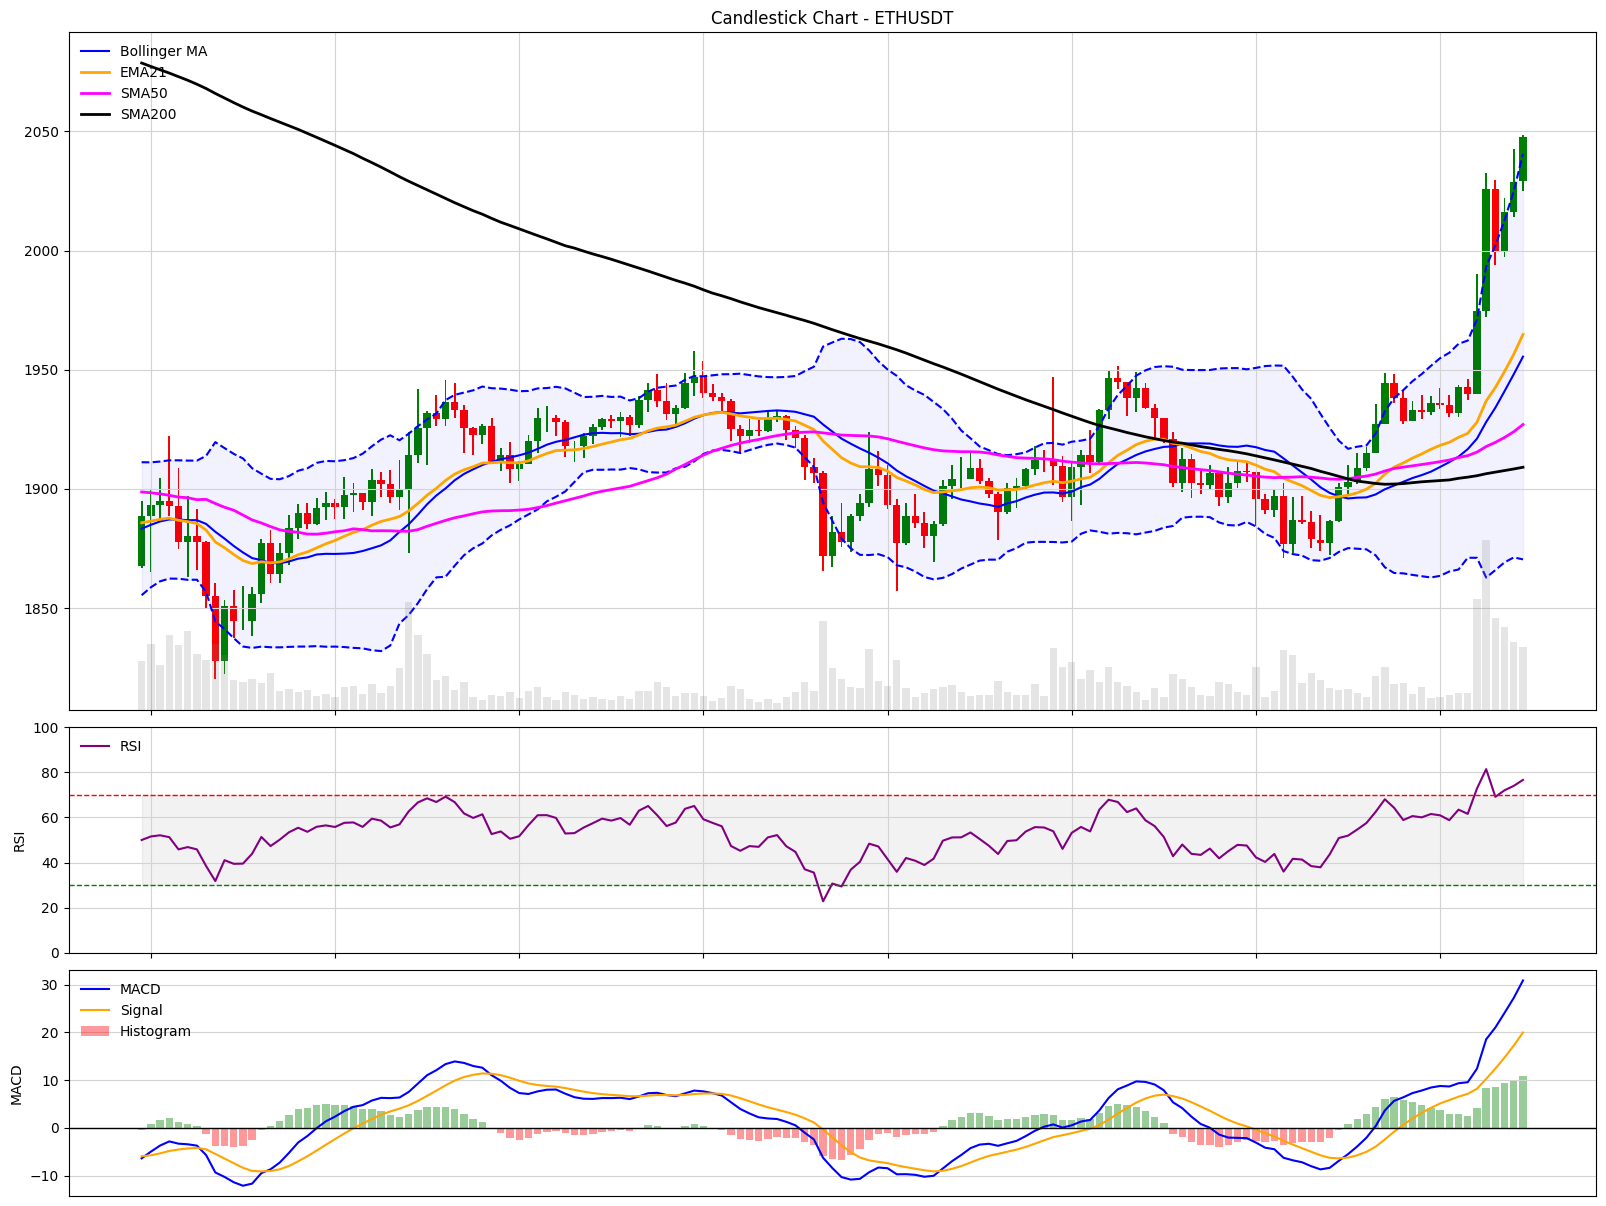 Candlestick Chart - ETHUSDT
Bollinger MA
EMA21
SMA50
SMA200
2050
2000
1950
1900
1850
RSI
100
80
60
40
20
0
RSI
MACD
Signal
Histogram
30
20
10
0
−10
MACD